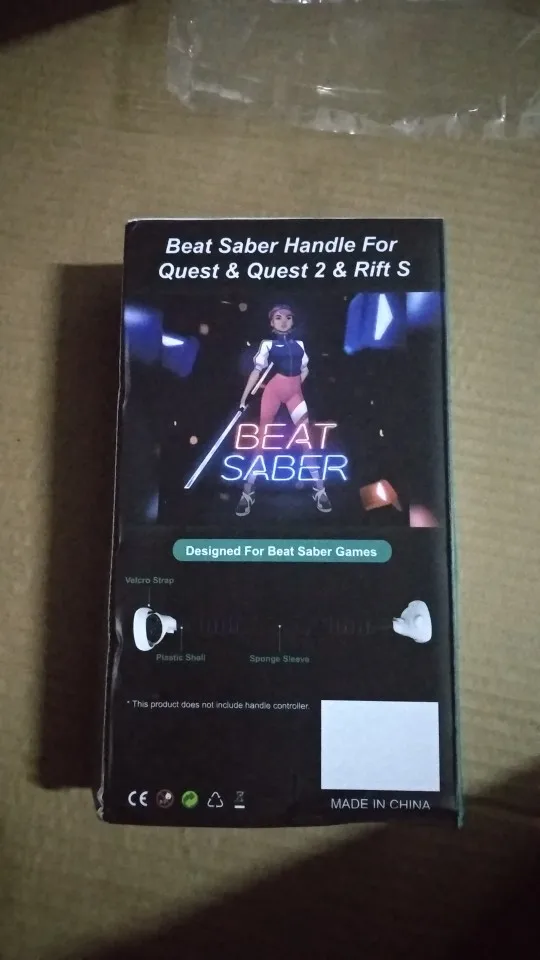 Beat Saber Handle For
Quest & Quest 2 & Rift S
BEAT
SABER
Designed For Beat Saber Games
Velcro Strap
Plastic Shell
Sponge Sleeve
* This product does not include handle controller.
CE
MADE IN CHINA